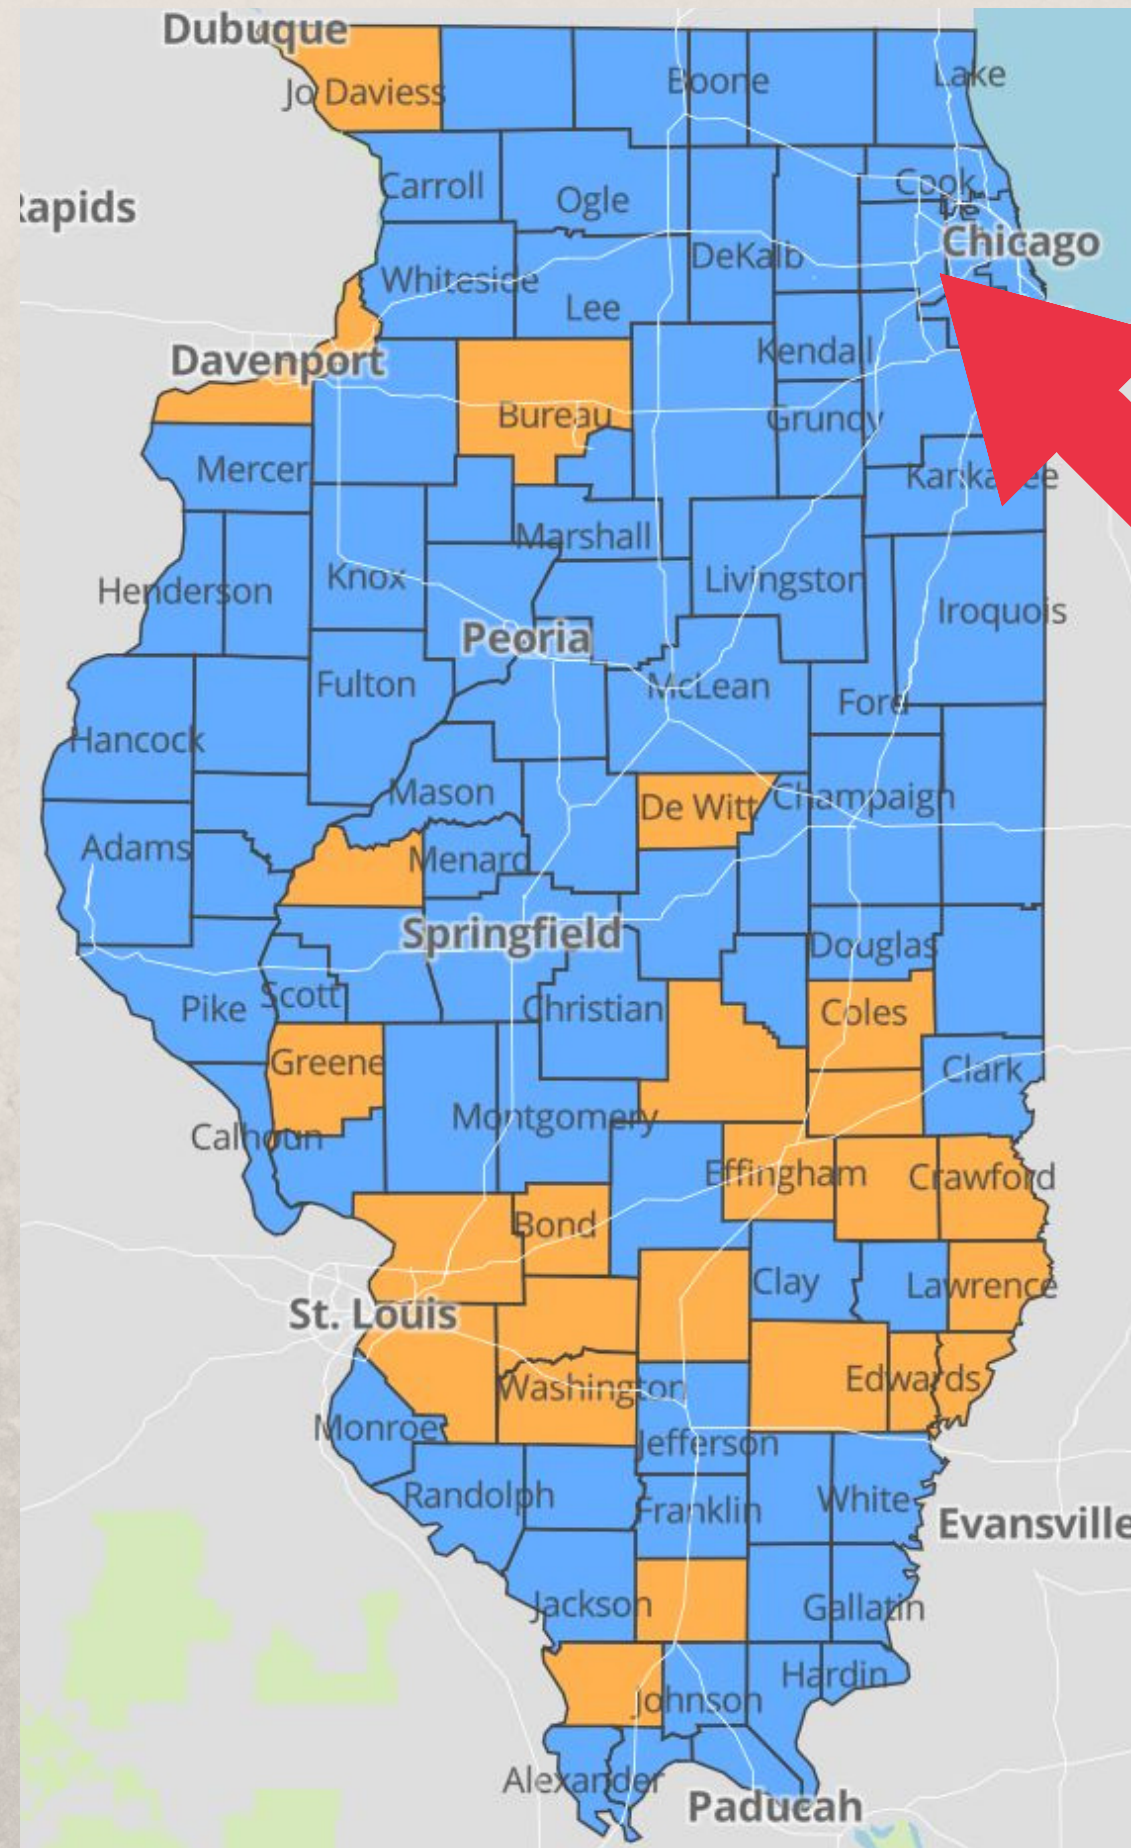 Dubuque
Jo Daviess
Boone
Lake
Carroll
Ogle
Cook
Rapids
Chicago
DeKalb
Whiteside
Lee
Kendall
Davenport
Bureau
Grundy
Mercer
Kankakee
Marshall
Knox
Livingston
Henderson
Iroquois
Peoria
Fulton
McLean
Ford
Hancock
Mason
De Witt
Champaign
Adams
Menard
Springfield
Douglas
Scott
Pike
Christian
Coles
Greene
Clark
Montgomery
Calhoun
Effingham
Crawford
Bond
Clay
Lawrence
St. Louis
Edwards
Washington
Monroe
Jefferson
Randolph
Franklin
White
Evansville
Jackson
Gallatin
Hardin
Johnson
Alexander
Paducah